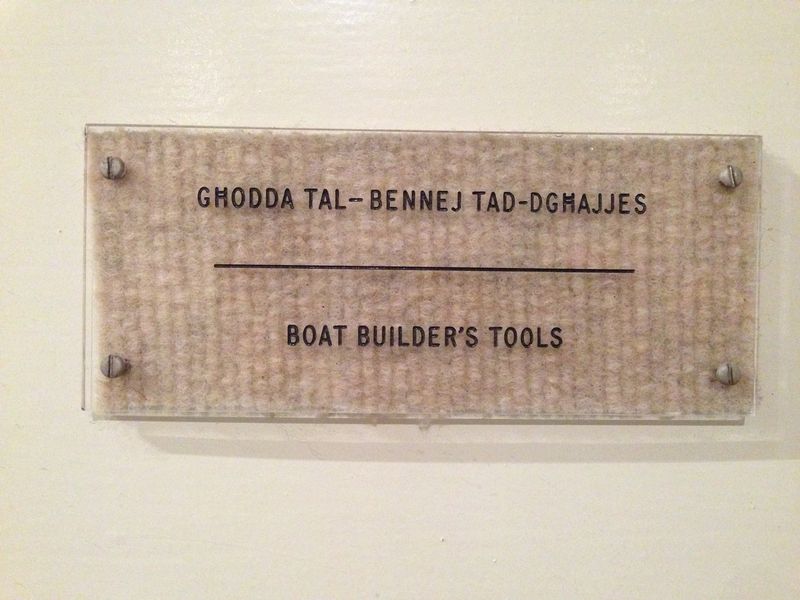 GĦODDA TAL-BENNEJ TAD-DGĦAJJES
BOAT BUILDER'S TOOLS